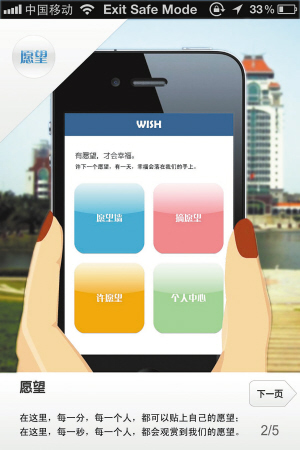 中国移动 Exit Safe Mode 33%
愿望
WISH
有愿望，才会幸福。
你下一个愿望，有一天，幸福会落在我们的手上。
愿望墙
搞愿望
许愿望
个人中心
愿望
下一页
在这里，每一分，每一个人，都可以贴上自己的愿望；
在这里，每一秒，每一个人，都会观赏到我们的愿望。
2/5